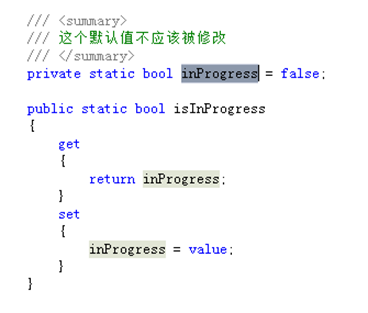 /// <summary>
/// 这个默认值不应该被修改
/// </summary>
private static bool inProgress = false;
public static bool isInProgress
{
get
{
return inProgress;
}
set
{
inProgress = value;
}
}